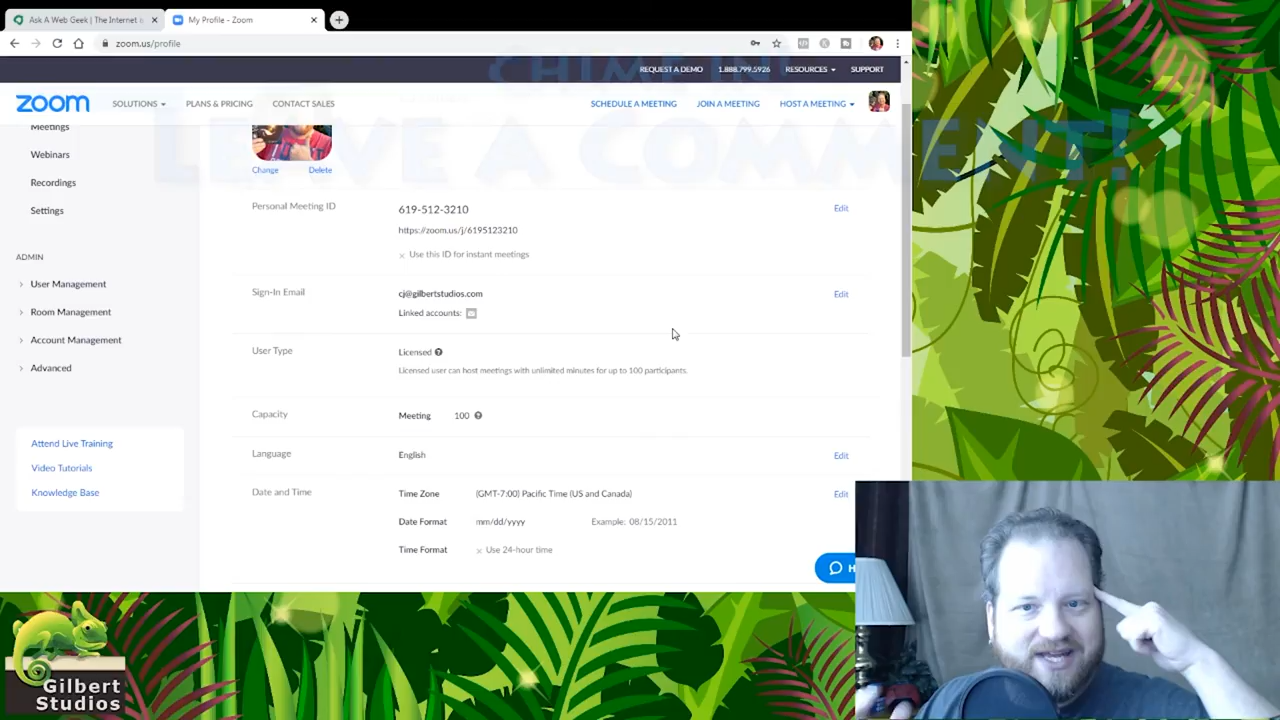 Ask A Web Geek | The Internet is
My Profile - Zoom
zoom.us/profile
CHIME IN!
REQUEST A DEMO 1.888.799.5926 RESOURCES SUPPORT
zoom SOLUTIONS PLANS & PRICING CONTACT SALES SCHEDULE A MEETING JOIN A MEETING HOST A MEETING
LEAVE A COMMENT!
Meetings
Webinars
Recordings
Settings
ADMIN
User Management
Room Management
Account Management
Advanced
Attend Live Training
Video Tutorials
Knowledge Base
Change Delete
Personal Meeting ID 619-512-3210 Edit
https://zoom.us/j/6195123210
× Use this ID for instant meetings
Sign-In Email cj@gilbertstudios.com Edit
Linked accounts:
User Type Licensed
Licensed user can host meetings with unlimited minutes for up to 100 participants.
Capacity Meeting 100
Language English Edit
Date and Time Time Zone (GMT-7:00) Pacific Time (US and Canada) Edit
Date Format mm/dd/yyyy Example: 08/15/2011
Time Format × Use 24-hour time
Gilbert
Studios